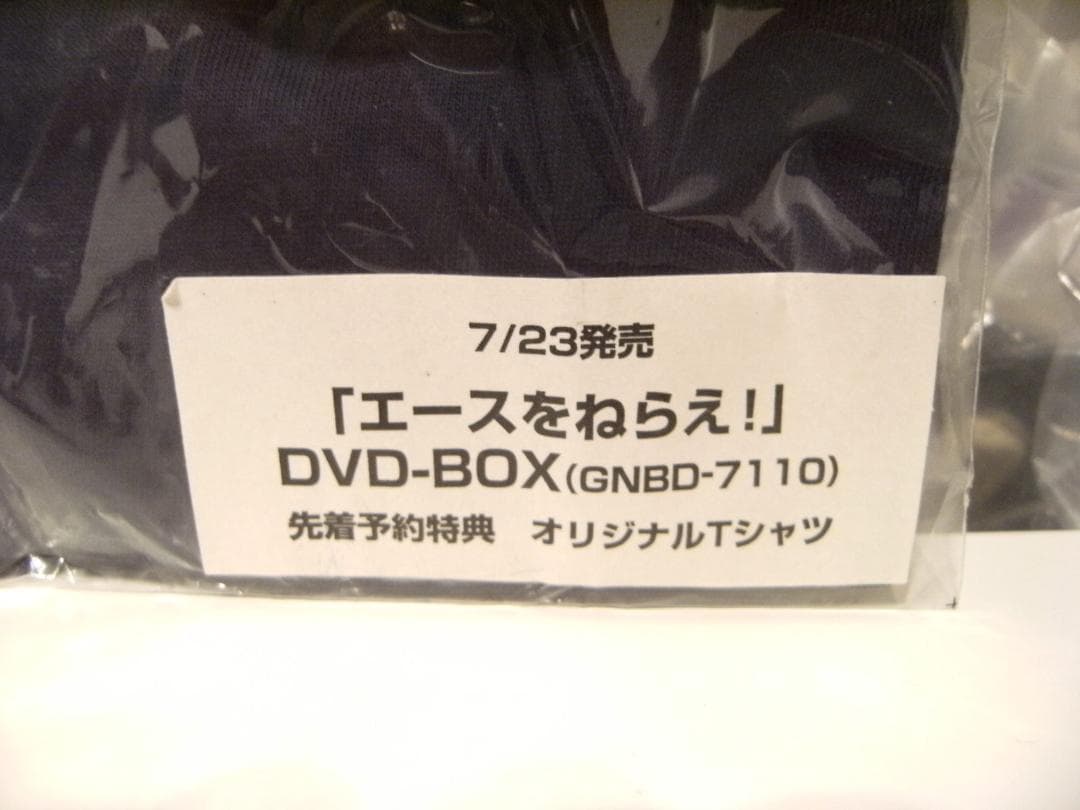 7/23発売
「エースをねらえ!」
DVD-BOX(GNBD-7110)
先着予約特典　オリジナルTシャツ